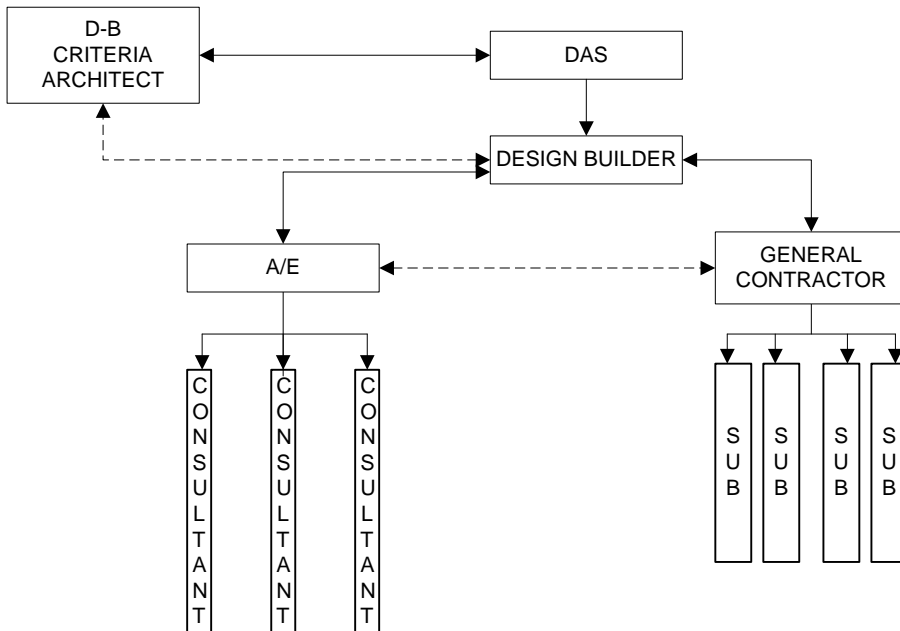 D-B
CRITERIA
ARCHITECT
DAS
DESIGN BUILDER
A/E
GENERAL
CONTRACTOR
CONSULTANT
CONSULTANT
CONSULTANT
SUB
SUB
SUB
SUB